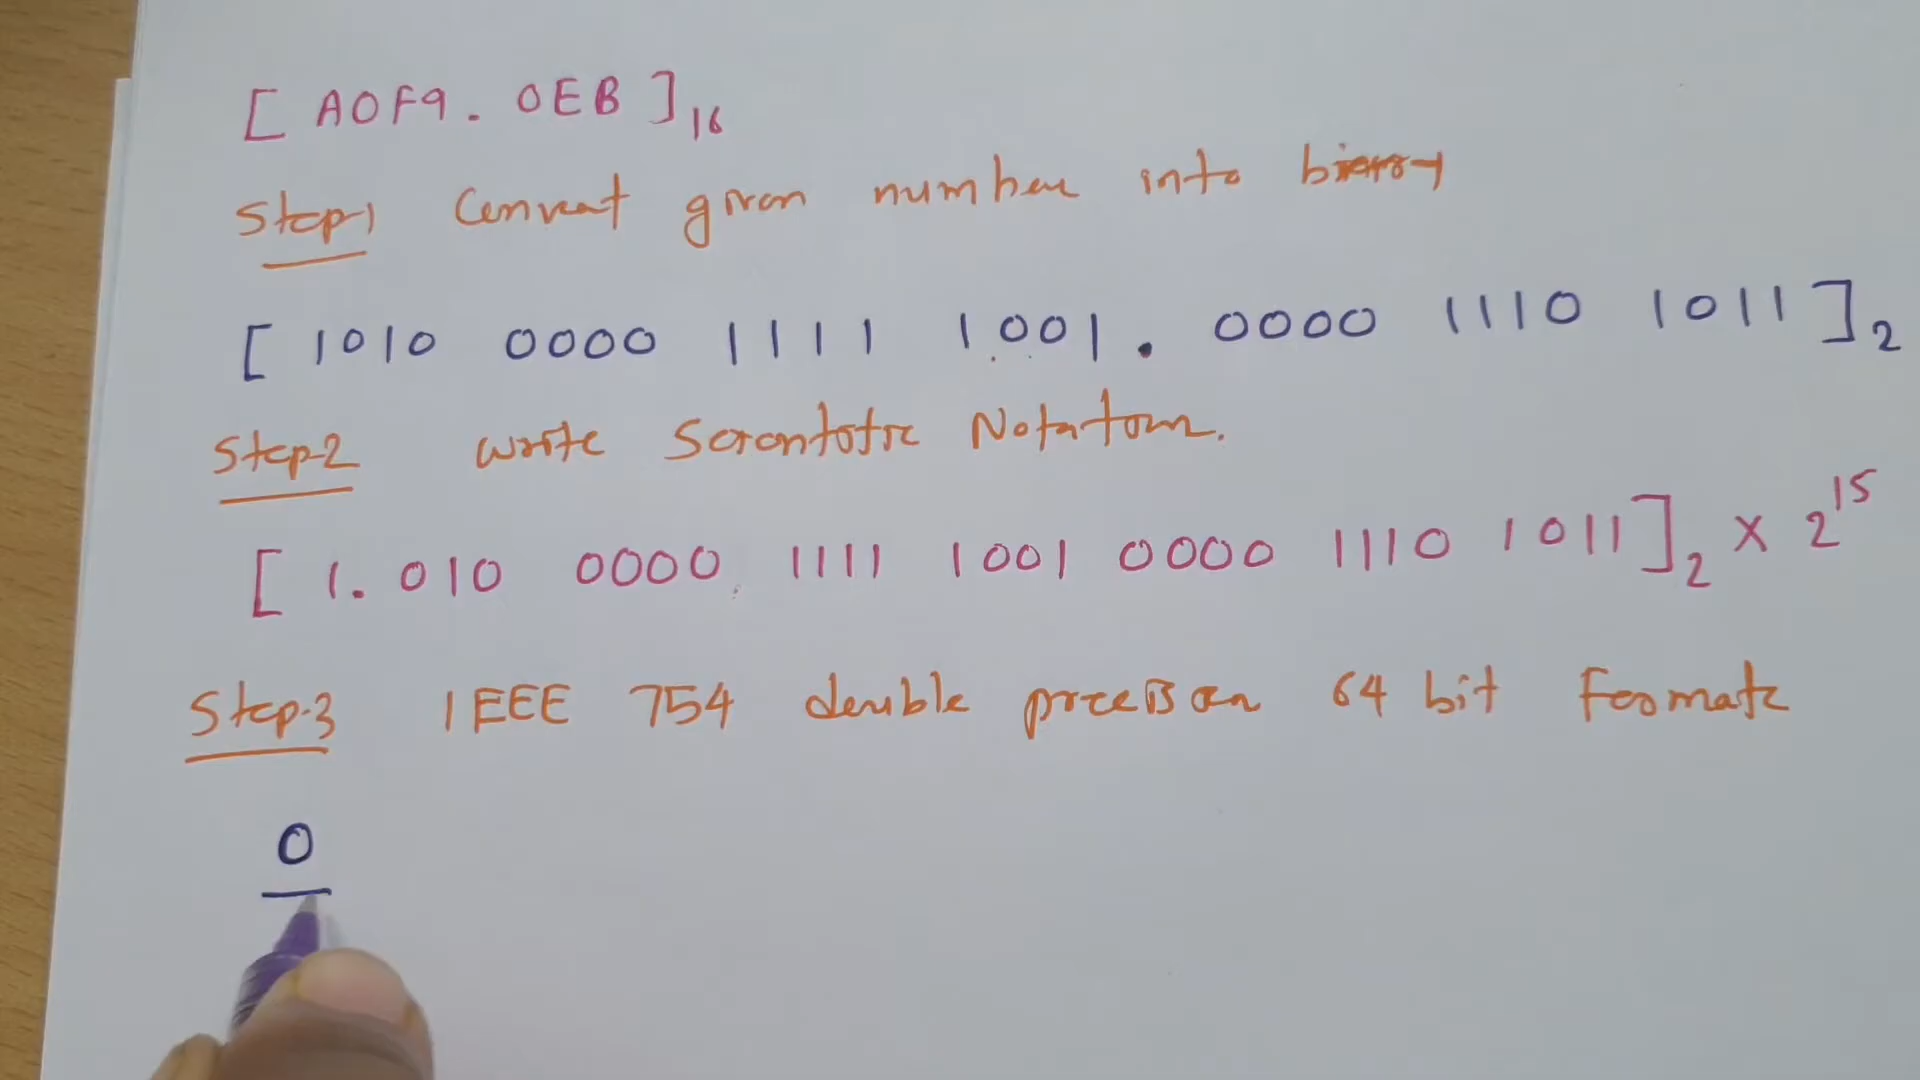 [ A0F9. 0EB ]16
Step-1 Convert given number into binary
[ 1010 0000 1111 1001 . 0000 1110 1011 ]2
Step-2 write Scientific Notation.
[ 1. 010 0000 1111 1001 0000 1110 1011 ]2 X 2^15
Step-3 IEEE 754 double precision 64 bit Formate
0